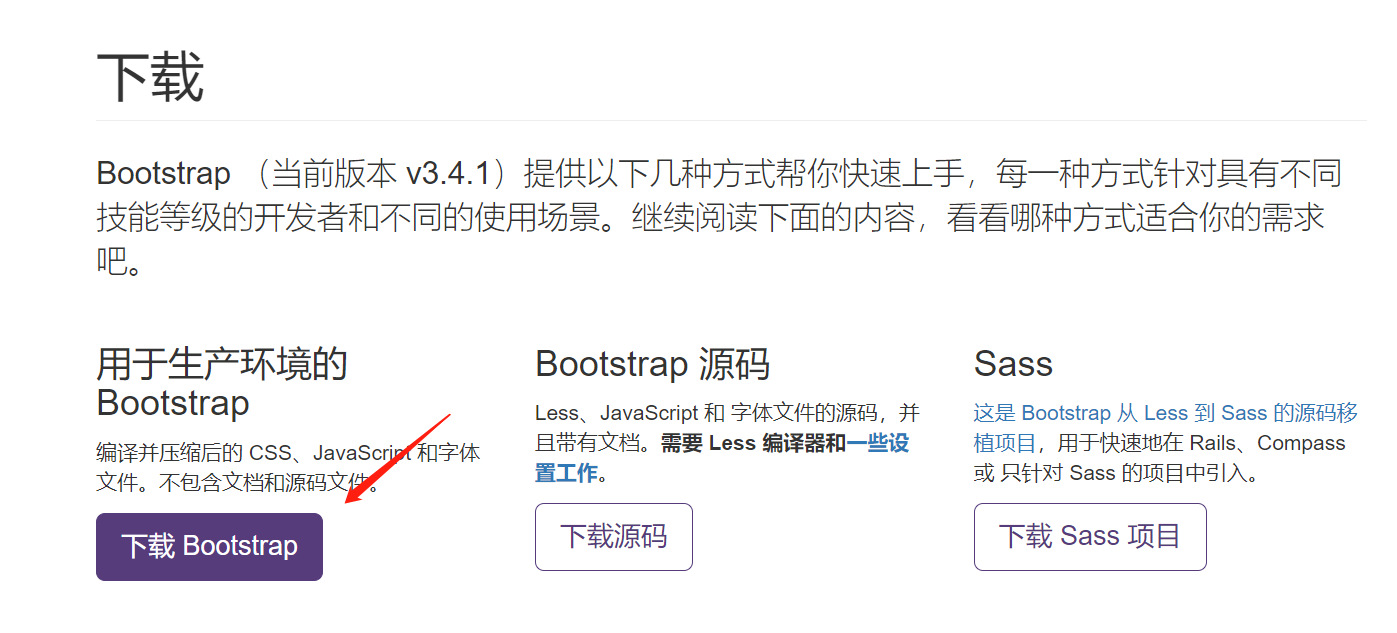 下载
Bootstrap （当前版本 v3.4.1）提供以下几种方式帮你快速上手，每一种方式针对具有不同
技能等级的开发者和不同的使用场景。继续阅读下面的内容，看看哪种方式适合你的需求
吧。
用于生产环境的
Bootstrap
编译并压缩后的 CSS、JavaScript 和字体
文件。不包含文档和源码文件。
下载 Bootstrap
Bootstrap 源码
Less、JavaScript 和 字体文件的源码，并
且带有文档。需要 Less 编译器和一些设
置工作。
下载源码
Sass
这是 Bootstrap 从 Less 到 Sass 的源码移
植项目，用于快速地在 Rails、Compass
或 只针对 Sass 的项目中引入。
下载 Sass 项目